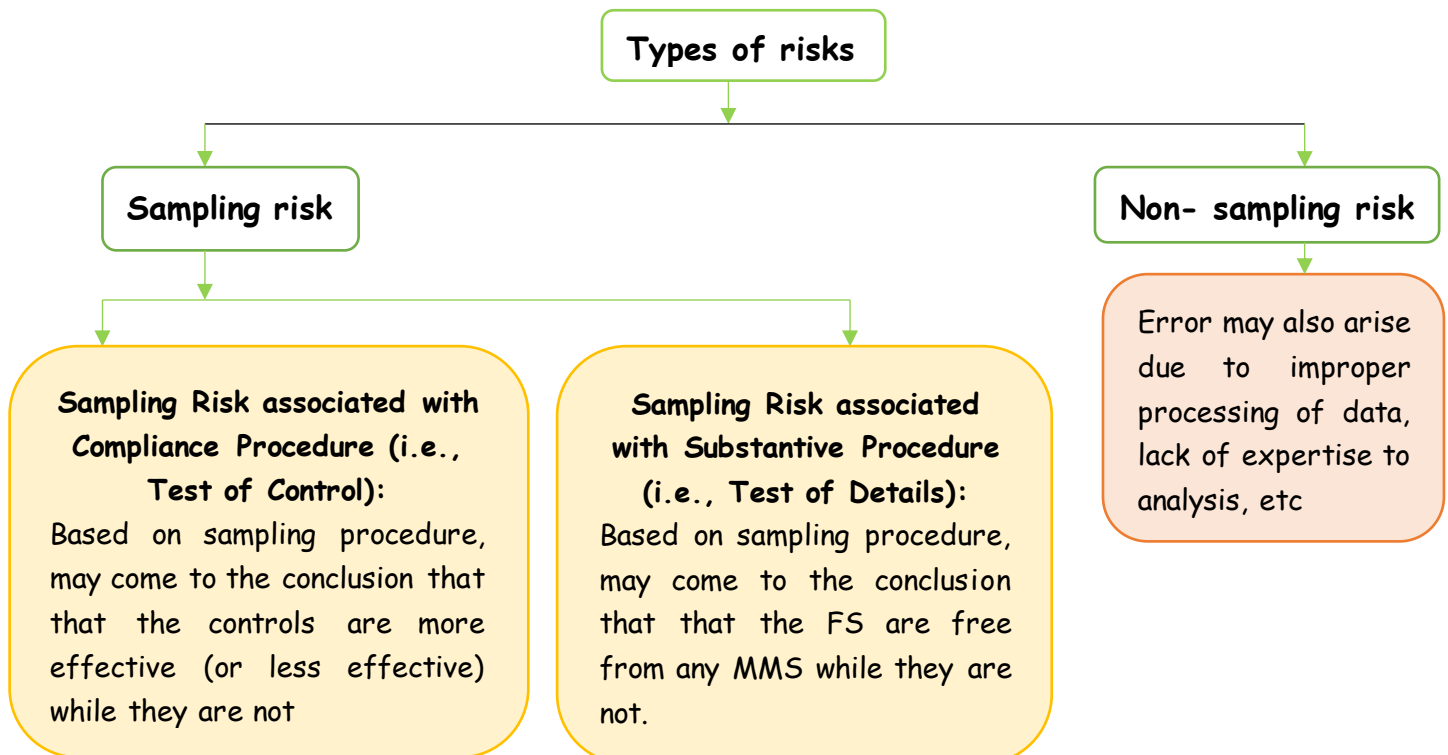 Types of risks
Sampling risk
Non- sampling risk
Sampling Risk associated with
Compliance Procedure (i.e.,
Test of Control):
Based on sampling procedure,
may come to the conclusion that
that the controls are more
effective (or less effective)
while they are not
Sampling Risk associated
with Substantive Procedure
(i.e., Test of Details):
Based on sampling procedure,
may come to the conclusion
that that the FS are free
from any MMS while they are
not.
Error may also arise
due to improper
processing of data,
lack of expertise to
analysis, etc